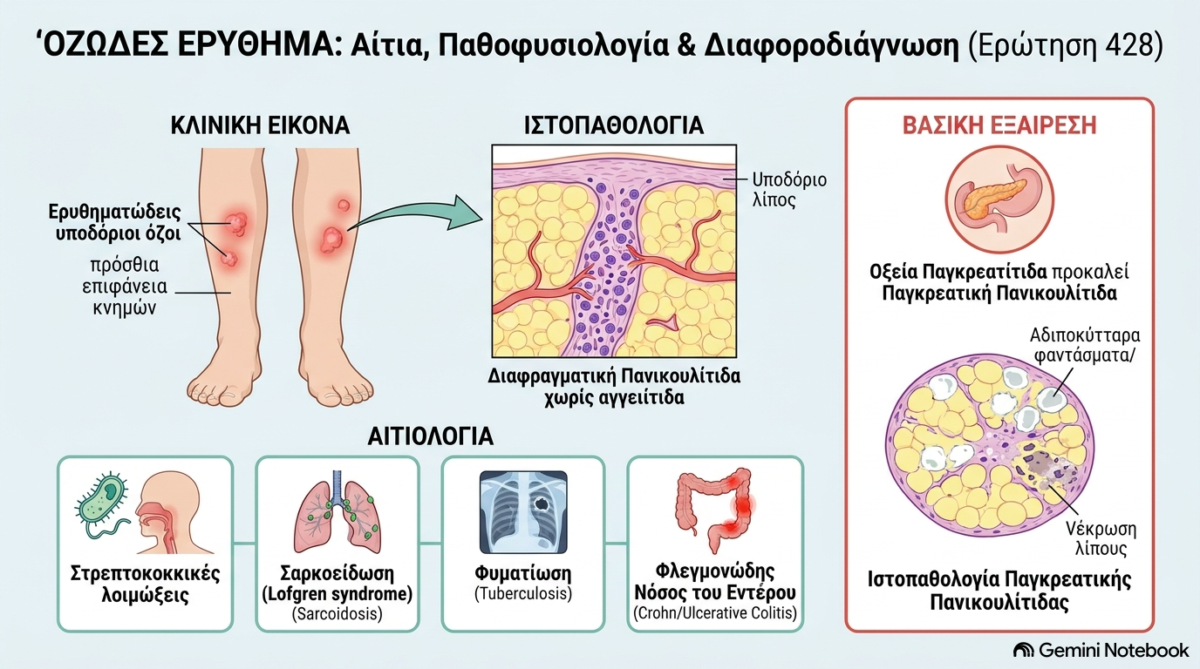 ‘ΟΖΩΔΕΣ ΕΡΥΘΗΜΑ: Αίτια, Παθοφυσιολογία & Διαφοροδιάγνωση (Ερώτηση 428)
ΚΛΙΝΙΚΗ ΕΙΚΟΝΑ
Ερυθηματώδεις
υποδόριοι όζοι
πρόσθια
επιφάνεια
κνημών
ΙΣΤΟΠΑΘΟΛΟΓΙΑ
Υποδόριο
λίπος
Διαφραγματική Πανικουλίτιδα
χωρίς αγγειίτιδα
ΑΙΤΙΟΛΟΓΙΑ
Στρεπτοκοκκικές
λοιμώξεις
Σαρκοείδωση
(Lofgren syndrome)
(Sarcoidosis)
Φυματίωση
(Tuberculosis)
Φλεγμονώδης
Νόσος του Εντέρου
(Crohn/Ulcerative Colitis)
ΒΑΣΙΚΗ ΕΞΑΙΡΕΣΗ
Οξεία Παγκρεατίτιδα προκαλεί
Παγκρεατική Πανικουλίτιδα
Αδιποκύτταρα
φαντάσματα/
Νέκρωση
λίπους
Ιστοπαθολογία Παγκρεατικής
Πανικουλίτιδας
Gemini Notebook